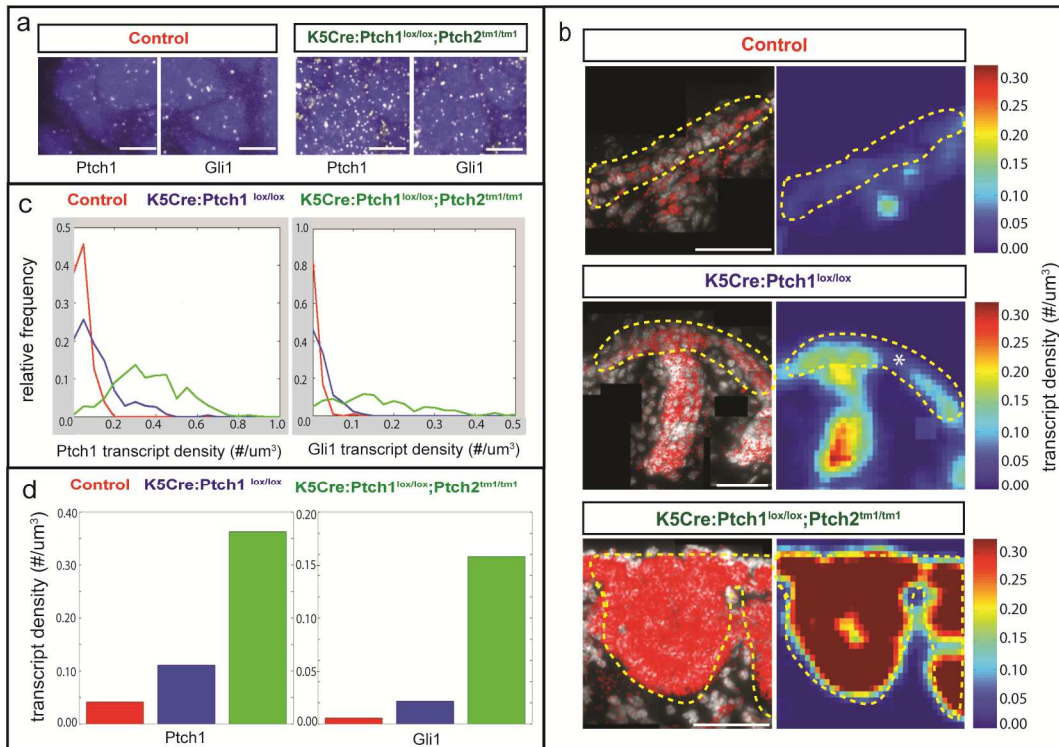 a
Control
K5Cre:Ptch1lox/lox;Ptch2tm1/tm1
Ptch1
Gli1
Ptch1
Gli1
c
Control
K5Cre:Ptch1 lox/lox
K5Cre:Ptch1lox/lox;Ptch2tm1/tm1
relative frequency
0.5
0.4
0.3
0.2
0.1
0.0
0.0
0.2
0.4
0.6
0.8
1.0
Ptch1 transcript density (#/um³)
1.0
0.8
0.6
0.4
0.2
0.0
0.0
0.1
0.2
0.3
0.4
0.5
Gli1 transcript density (#/um³)
d
Control
K5Cre:Ptch1 lox/lox
K5Cre:Ptch1lox/lox;Ptch2tm1/tm1
transcript density (#/um³)
0.40
0.30
0.20
0.10
0.00
Ptch1
0.20
0.15
0.10
0.05
0.00
Gli1
b
Control
0.30
0.25
0.20
0.15
0.10
0.05
0.00
K5Cre:Ptch1lox/lox
*
0.30
0.25
0.20
0.15
0.10
0.05
0.00
transcript density (#/um³)
K5Cre:Ptch1lox/lox;Ptch2tm1/tm1
0.30
0.25
0.20
0.15
0.10
0.05
0.00